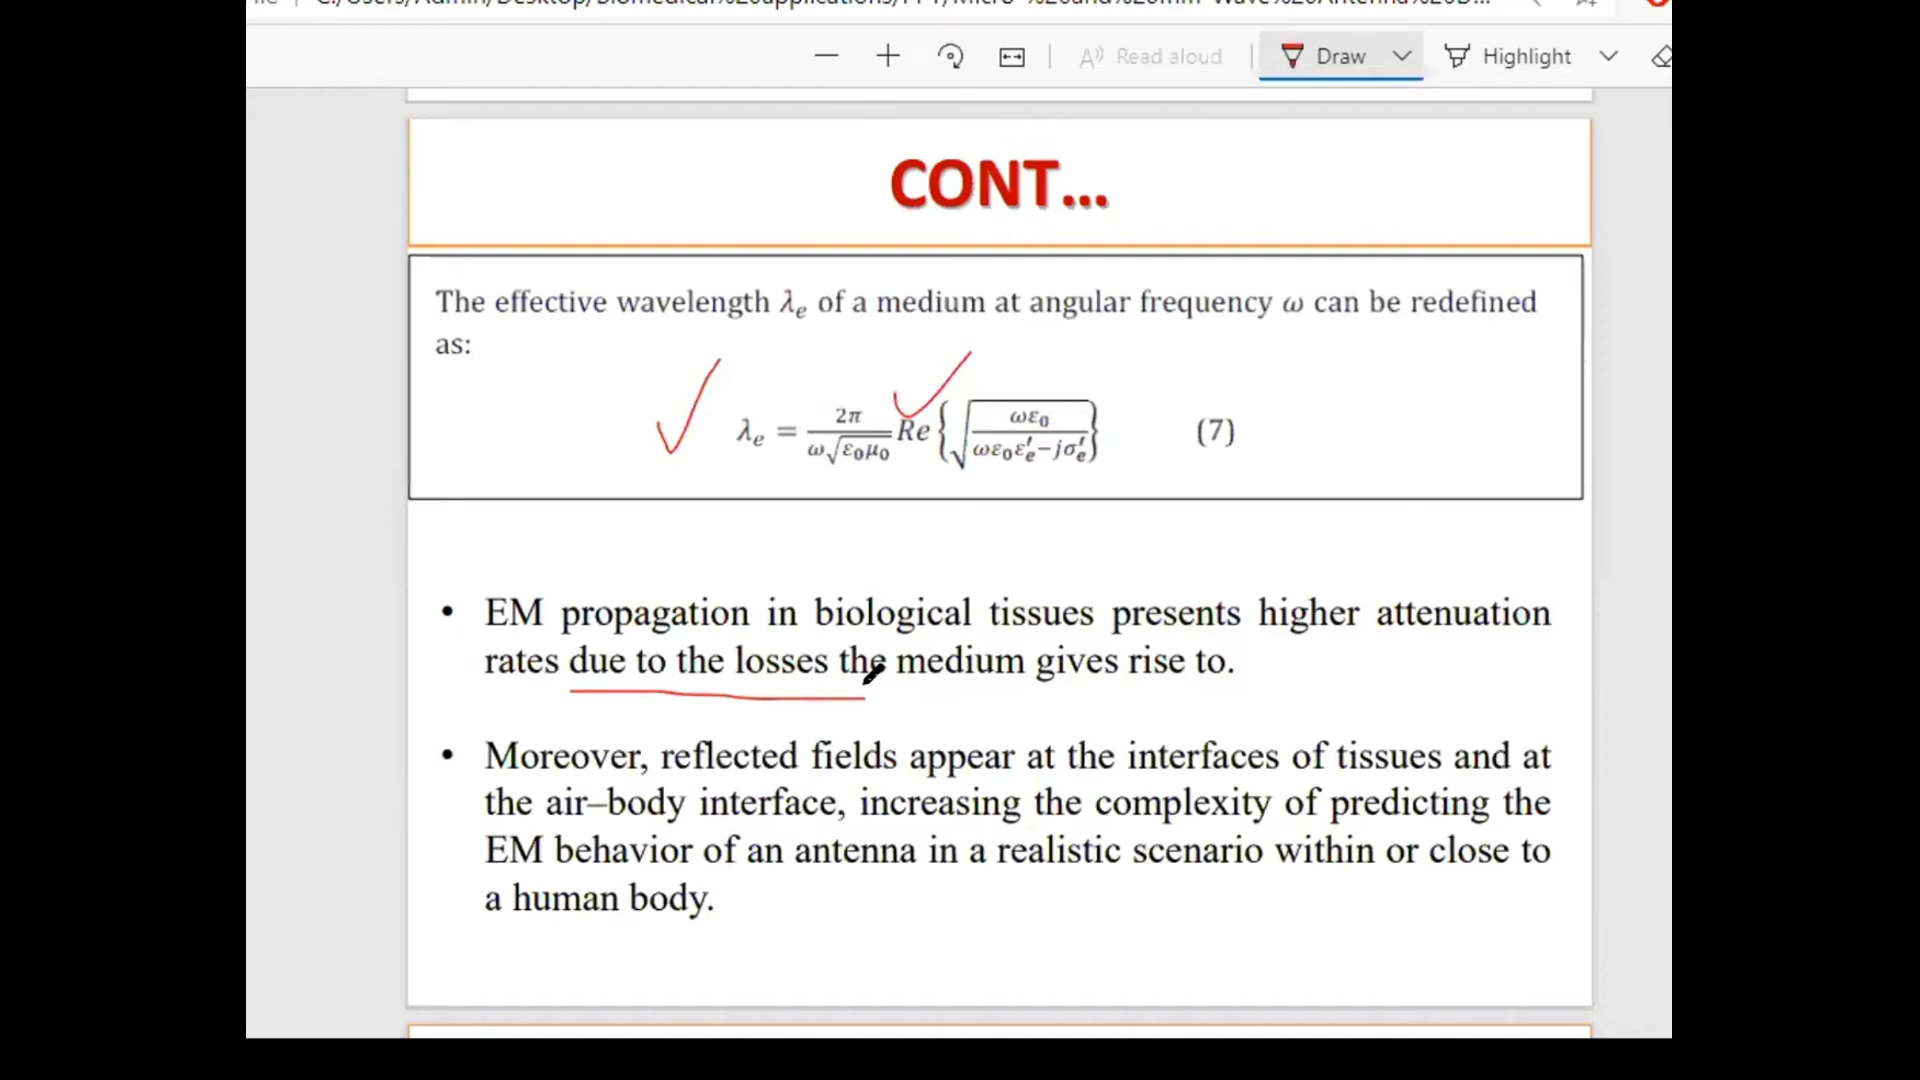 Read aloud
Draw
Highlight
CONT...
The effective wavelength λₑ of a medium at angular frequency ω can be redefined
as:
λₑ = 2π/(ω√(ε₀μ₀)) Re{√(ωε₀/(ωε₀ε′ₑ−jσ′ₑ))} (7)
• EM propagation in biological tissues presents higher attenuation
rates due to the losses the medium gives rise to.
• Moreover, reflected fields appear at the interfaces of tissues and at
the air–body interface, increasing the complexity of predicting the
EM behavior of an antenna in a realistic scenario within or close to
a human body.